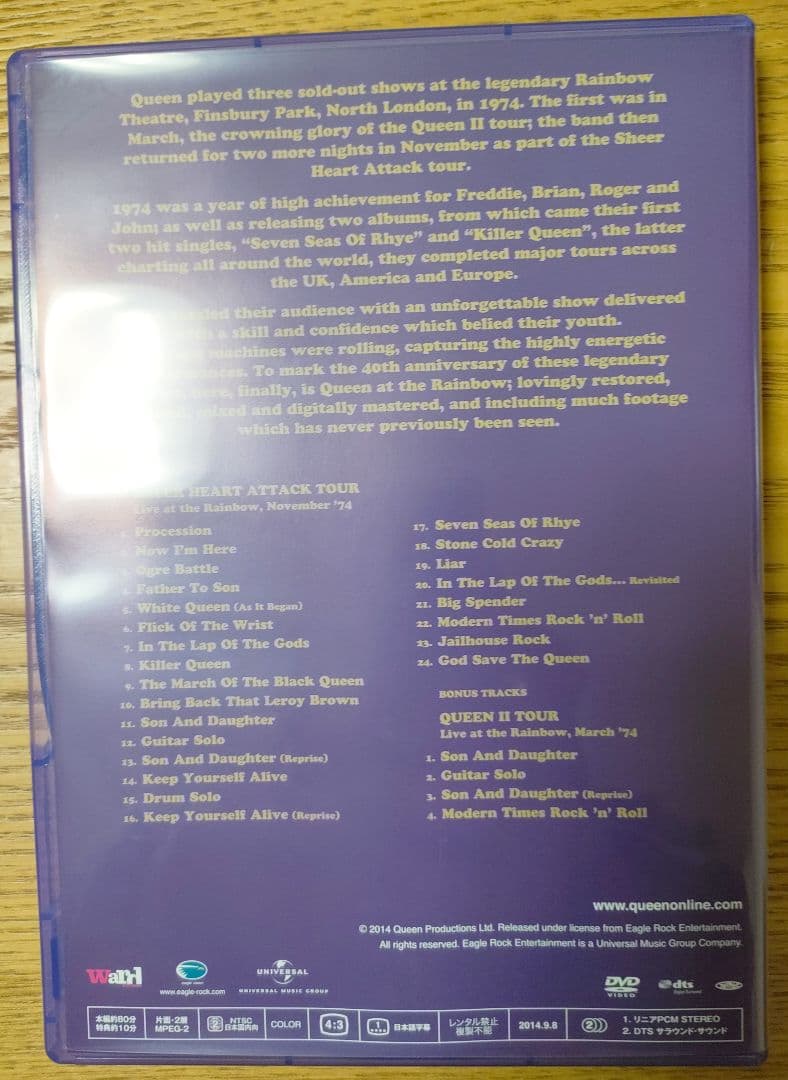 Queen played three sold-out shows at the legendary Rainbow
Theatre, Finsbury Park, North London, in 1974. The first was in
March, the crowning glory of the Queen II tour; the band then
returned for two more nights in November as part of the Sheer
Heart Attack tour.
1974 was a year of high achievement for Freddie, Brian, Roger and
John; as well as releasing two albums, from which came their first
two hit singles, “Seven Seas Of Rhye” and “Killer Queen”, the latter
charting all around the world, they completed major tours across
the UK, America and Europe.
their audience with an unforgettable show delivered
a skill and confidence which belied their youth.
machines were rolling, capturing the highly energetic
To mark the 40th anniversary of these legendary
here, finally, is Queen at the Rainbow; lovingly restored,
mixed and digitally mastered, and including much footage
which has never previously been seen.
HEART ATTACK TOUR
Live at the Rainbow, November ’74
Procession
Now I’m Here
Ogre Battle
4. Father To Son
5. White Queen (As It Began)
6. Flick Of The Wrist
7. In The Lap Of The Gods
8. Killer Queen
9. The March Of The Black Queen
10. Bring Back That Leroy Brown
11. Son And Daughter
12. Guitar Solo
13. Son And Daughter (Reprise)
14. Keep Yourself Alive
15. Drum Solo
16. Keep Yourself Alive (Reprise)
17. Seven Seas Of Rhye
18. Stone Cold Crazy
19. Liar
20. In The Lap Of The Gods... Revisited
21. Big Spender
22. Modern Times Rock ’n’ Roll
23. Jailhouse Rock
24. God Save The Queen
BONUS TRACKS
QUEEN II TOUR
Live at the Rainbow, March ’74
1. Son And Daughter
2. Guitar Solo
3. Son And Daughter (Reprise)
4. Modern Times Rock ’n’ Roll
www.queenonline.com
© 2014 Queen Productions Ltd. Released under license from Eagle Rock Entertainment.
All rights reserved. Eagle Rock Entertainment is a Universal Music Group Company.
Ward
www.eagle-rock.com
UNIVERSAL
UNIVERSAL MUSIC GROUP
DVD VIDEO
dts
本編約80分
特典約10分
片面・2層
MPEG-2
2 NTSC
日本国内向
COLOR
4:3
1 日本語字幕
レンタル禁止
複製不能
2014.9.8
2
1. リニアPCM STEREO
2. DTS サラウンド・サウンド